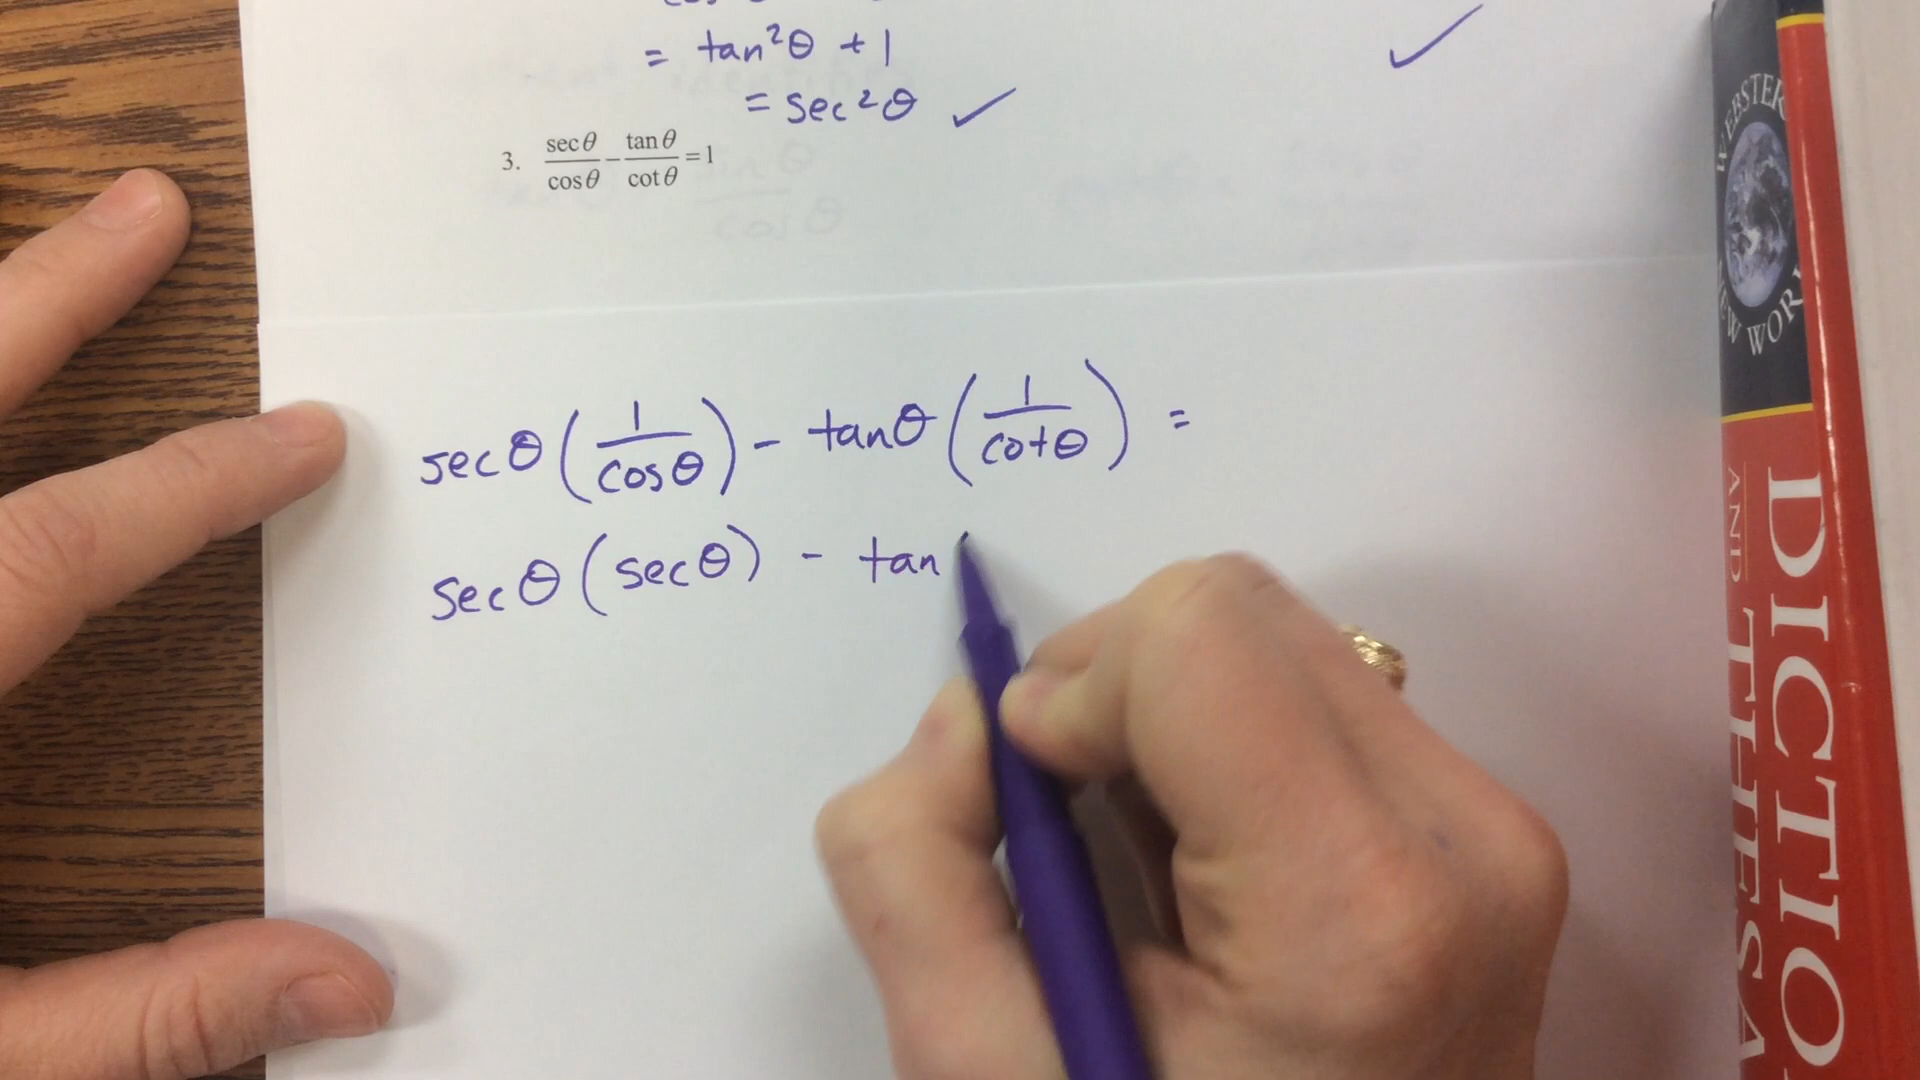 = tan²θ + 1
= sec²θ ✓
✓
3. secθ/cosθ − tanθ/cotθ = 1
secθ (1/cosθ) − tanθ (1/cotθ) =
secθ (secθ) − tan
WEBSTER
NEW WOR
DICTIO
AND THESA